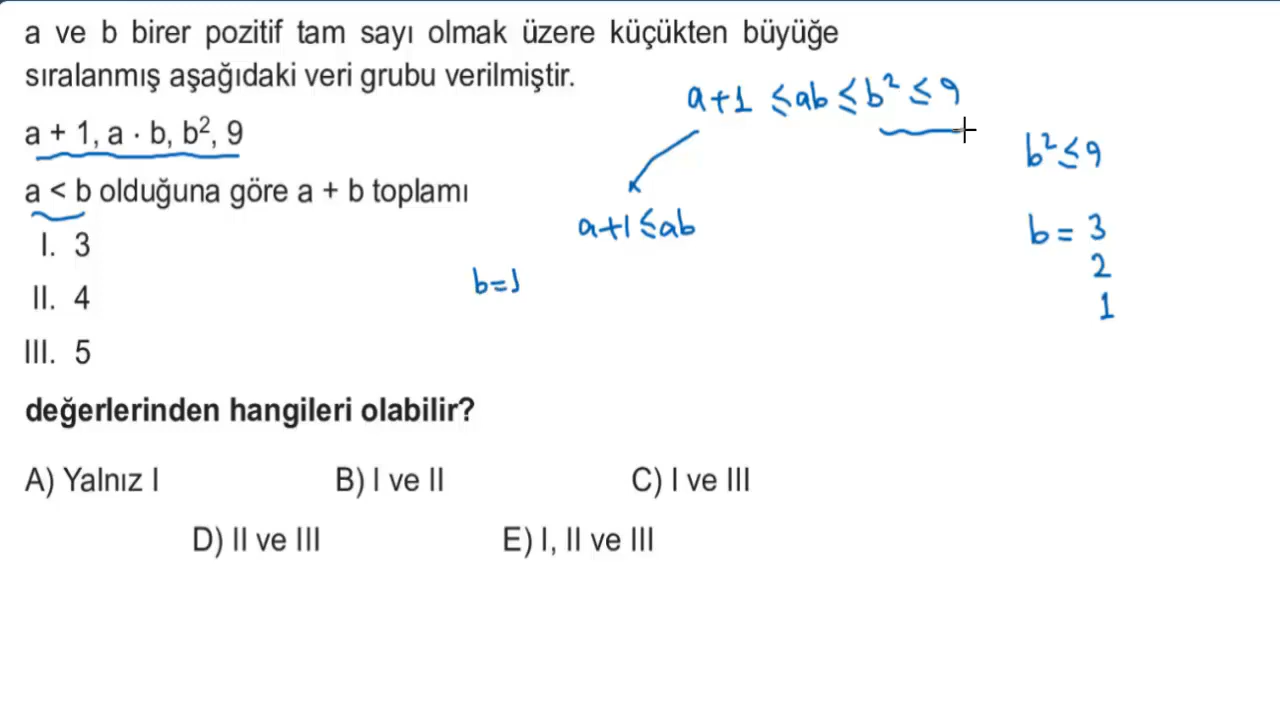 a ve b birer pozitif tam sayı olmak üzere küçükten büyüğe
sıralanmış aşağıdaki veri grubu verilmiştir.
a + 1, a · b, b², 9
a < b olduğuna göre a + b toplamı
I. 3
II. 4
III. 5
değerlerinden hangileri olabilir?
A) Yalnız I
B) I ve II
C) I ve III
D) II ve III
E) I, II ve III
a+1 ≤ ab ≤ b² ≤ 9
a+1 ≤ ab
b=1
b² ≤ 9
b = 3
2
1